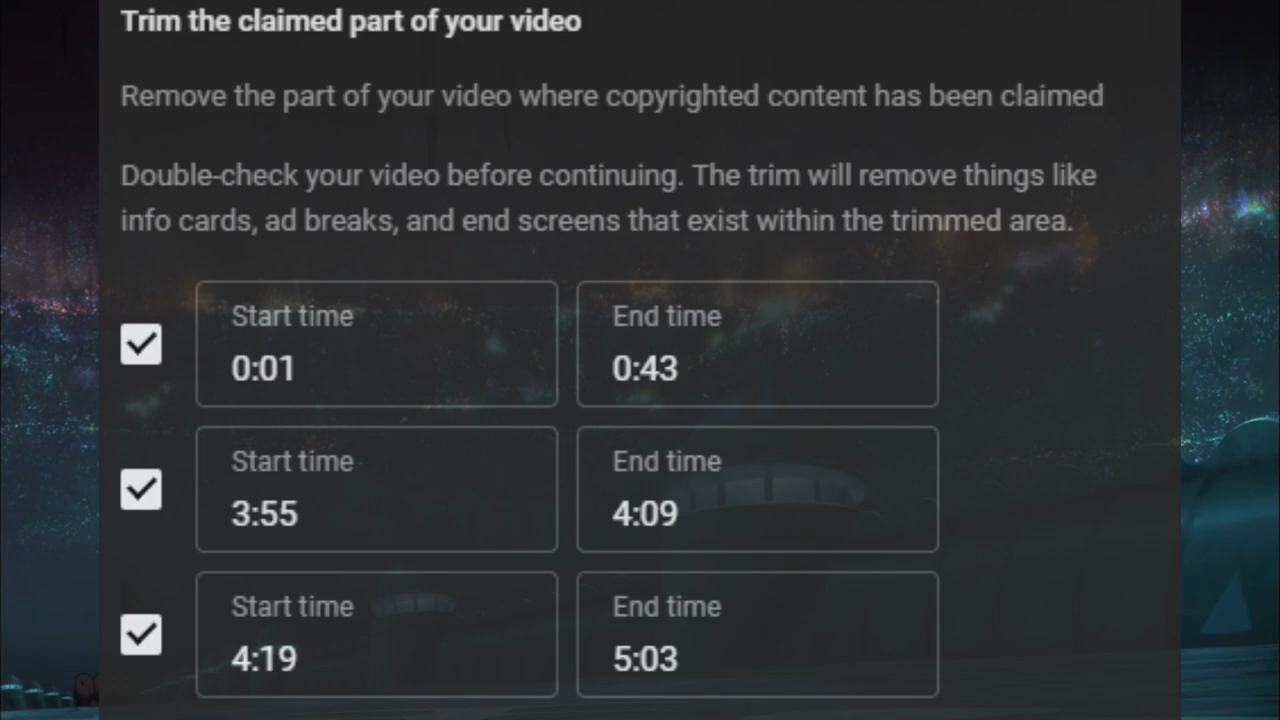 Trim the claimed part of your video
Remove the part of your video where copyrighted content has been claimed
Double-check your video before continuing. The trim will remove things like
info cards, ad breaks, and end screens that exist within the trimmed area.
Start time End time
0:01 0:43
Start time End time
3:55 4:09
Start time End time
4:19 5:03